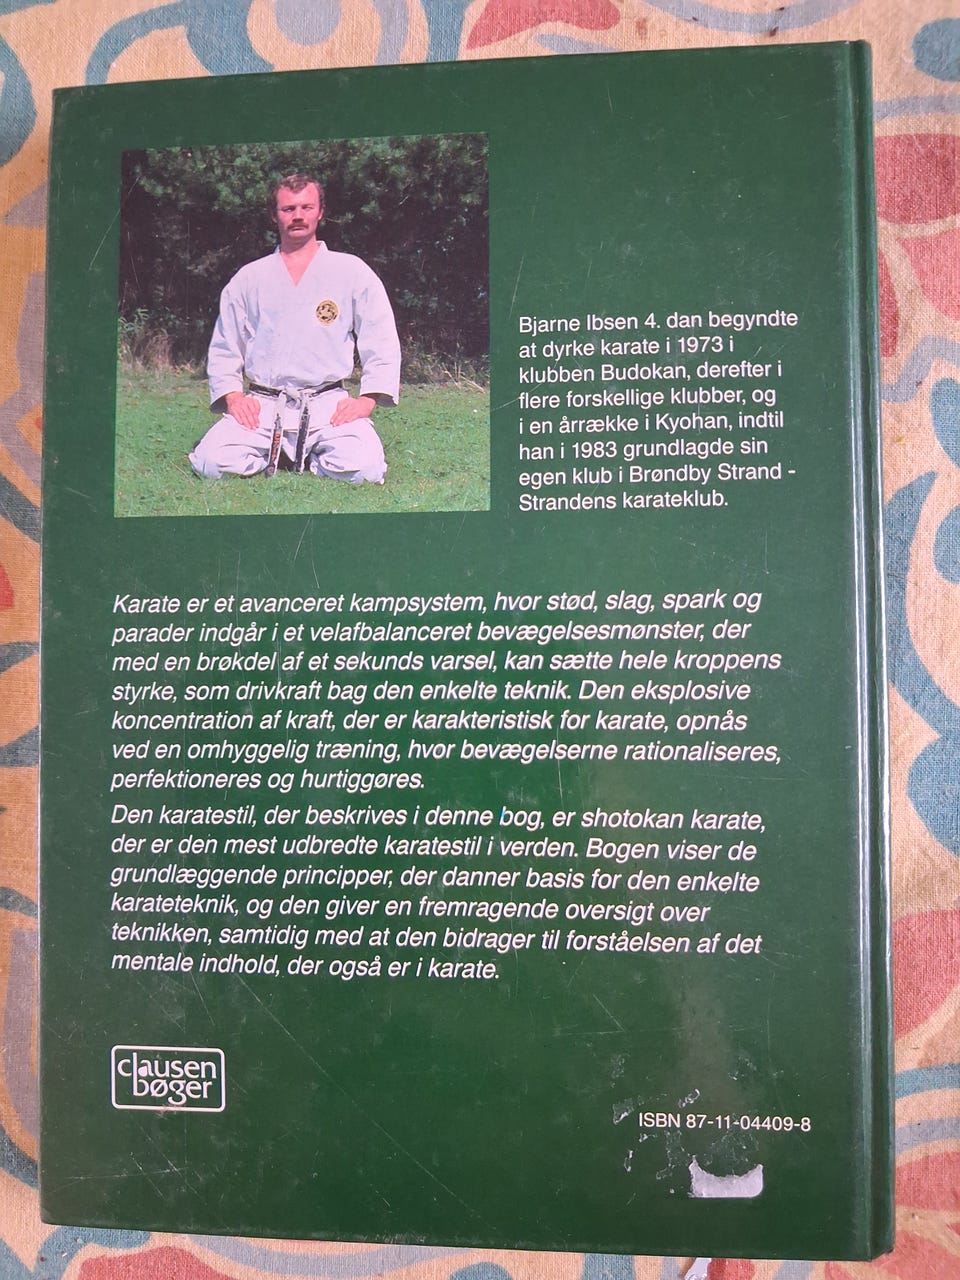 Bjarne Ibsen 4. dan begyndte
at dyrke karate i 1973 i
klubben Budokan, derefter i
flere forskellige klubber, og
i en årrække i Kyohan, indtil
han i 1983 grundlagde sin
egen klub i Brøndby Strand -
Strandens karateklub.
Karate er et avanceret kampsystem, hvor stød, slag, spark og
parader indgår i et velafbalanceret bevægelsesmønster, der
med en brøkdel af et sekunds varsel, kan sætte hele kroppens
styrke, som drivkraft bag den enkelte teknik. Den eksplosive
koncentration af kraft, der er karakteristisk for karate, opnås
ved en omhyggelig træning, hvor bevægelserne rationaliseres,
perfektioneres og hurtiggøres.
Den karatestil, der beskrives i denne bog, er shotokan karate,
der er den mest udbredte karatestil i verden. Bogen viser de
grundlæggende principper, der danner basis for den enkelte
karateteknik, og den giver en fremragende oversigt over
teknikken, samtidig med at den bidrager til forståelsen af det
mentale indhold, der også er i karate.
clausen
bøger
ISBN 87-11-04409-8